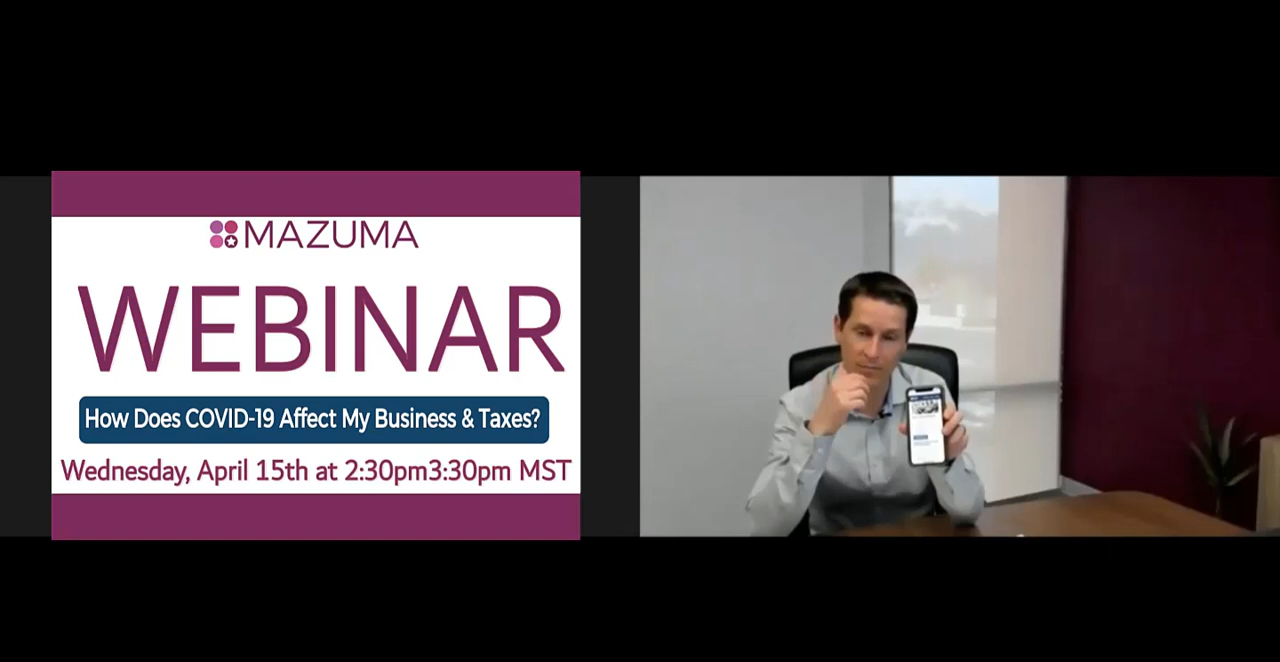 MAZUMA
WEBINAR
How Does COVID-19 Affect My Business & Taxes?
Wednesday, April 15th at 2:30pm3:30pm MST